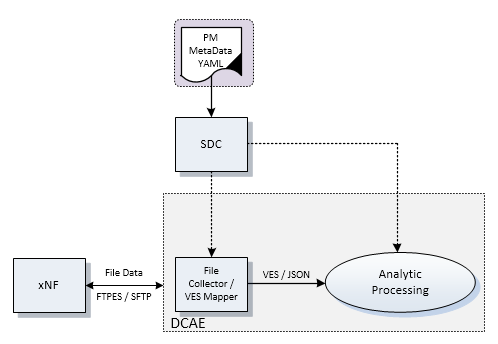 PM
MetaData
YAML
SDC
xNF
File Data
FTPES / SFTP
File
Collector /
VES Mapper
VES / JSON
Analytic
Processing
DCAE